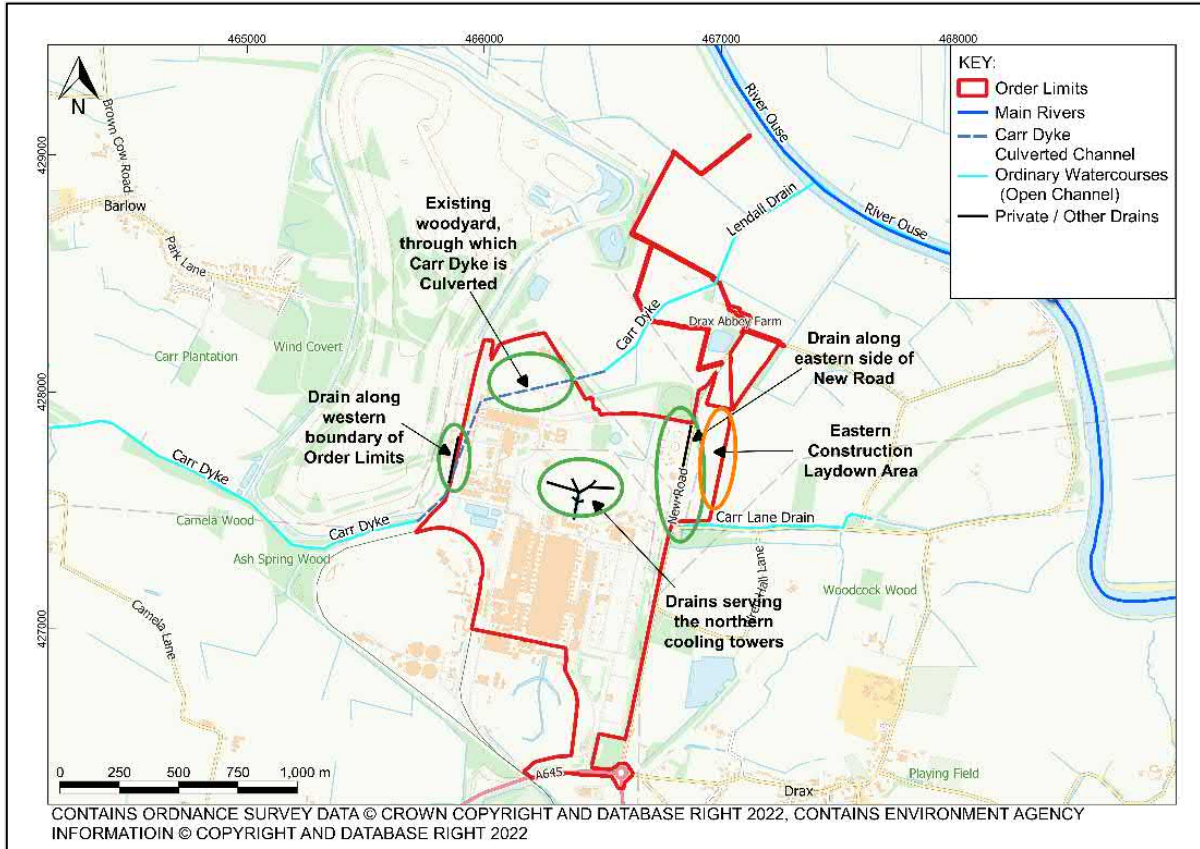 465000
466000
467000
468000
KEY:
Order Limits
Main Rivers
Carr Dyke
Culverted Channel
Ordinary Watercourses
(Open Channel)
Private / Other Drains
N
429000
428000
427000
River Ouse
River Ouse
Lendall Drain
Brown Cow Road
Barlow
Park Lane
Existing
woodyard,
through which
Carr Dyke is
Culverted
Carr Dyke
Drax Abbey Farm
Drain along
eastern side of
New Road
Carr Plantation
Wind Covert
Drain along
western
boundary of
Order Limits
Eastern
Construction
Laydown Area
New Road
Carr Dyke
Carr Dyke
Carr Lane Drain
Camela Wood
Ash Spring Wood
Hall Lane
Woodcock Wood
Drains serving
the northern
cooling towers
Camela Lane
0 250 500 750 1,000 m
A645
Drax
Playing Field
CONTAINS ORDNANCE SURVEY DATA © CROWN COPYRIGHT AND DATABASE RIGHT 2022, CONTAINS ENVIRONMENT AGENCY
INFORMATIOIN © COPYRIGHT AND DATABASE RIGHT 2022